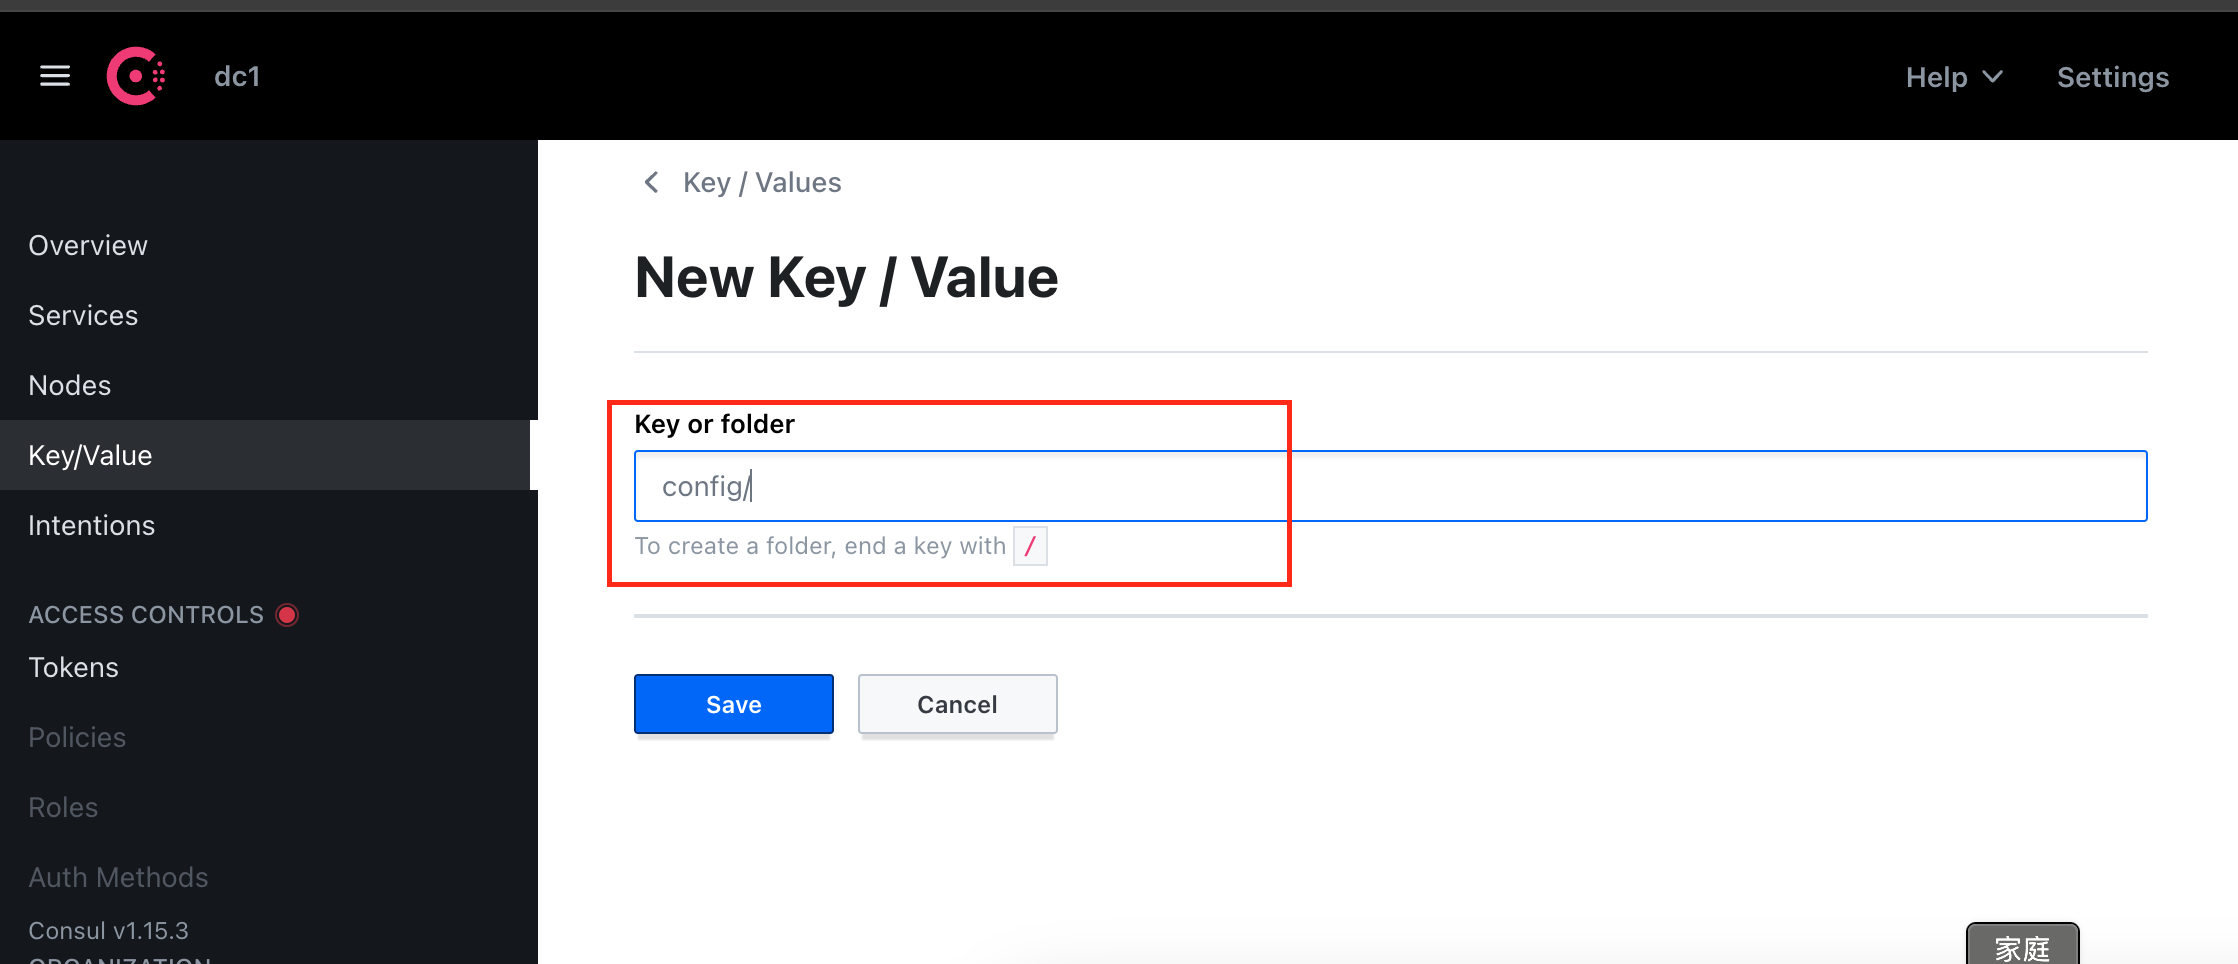 dc1
Help
Settings
Overview
Services
Nodes
Key/Value
Intentions
ACCESS CONTROLS
Tokens
Policies
Roles
Auth Methods
Consul v1.15.3
ORGANIZATION
Key / Values
New Key / Value
Key or folder
config/
To create a folder, end a key with /
Save
Cancel
家庭